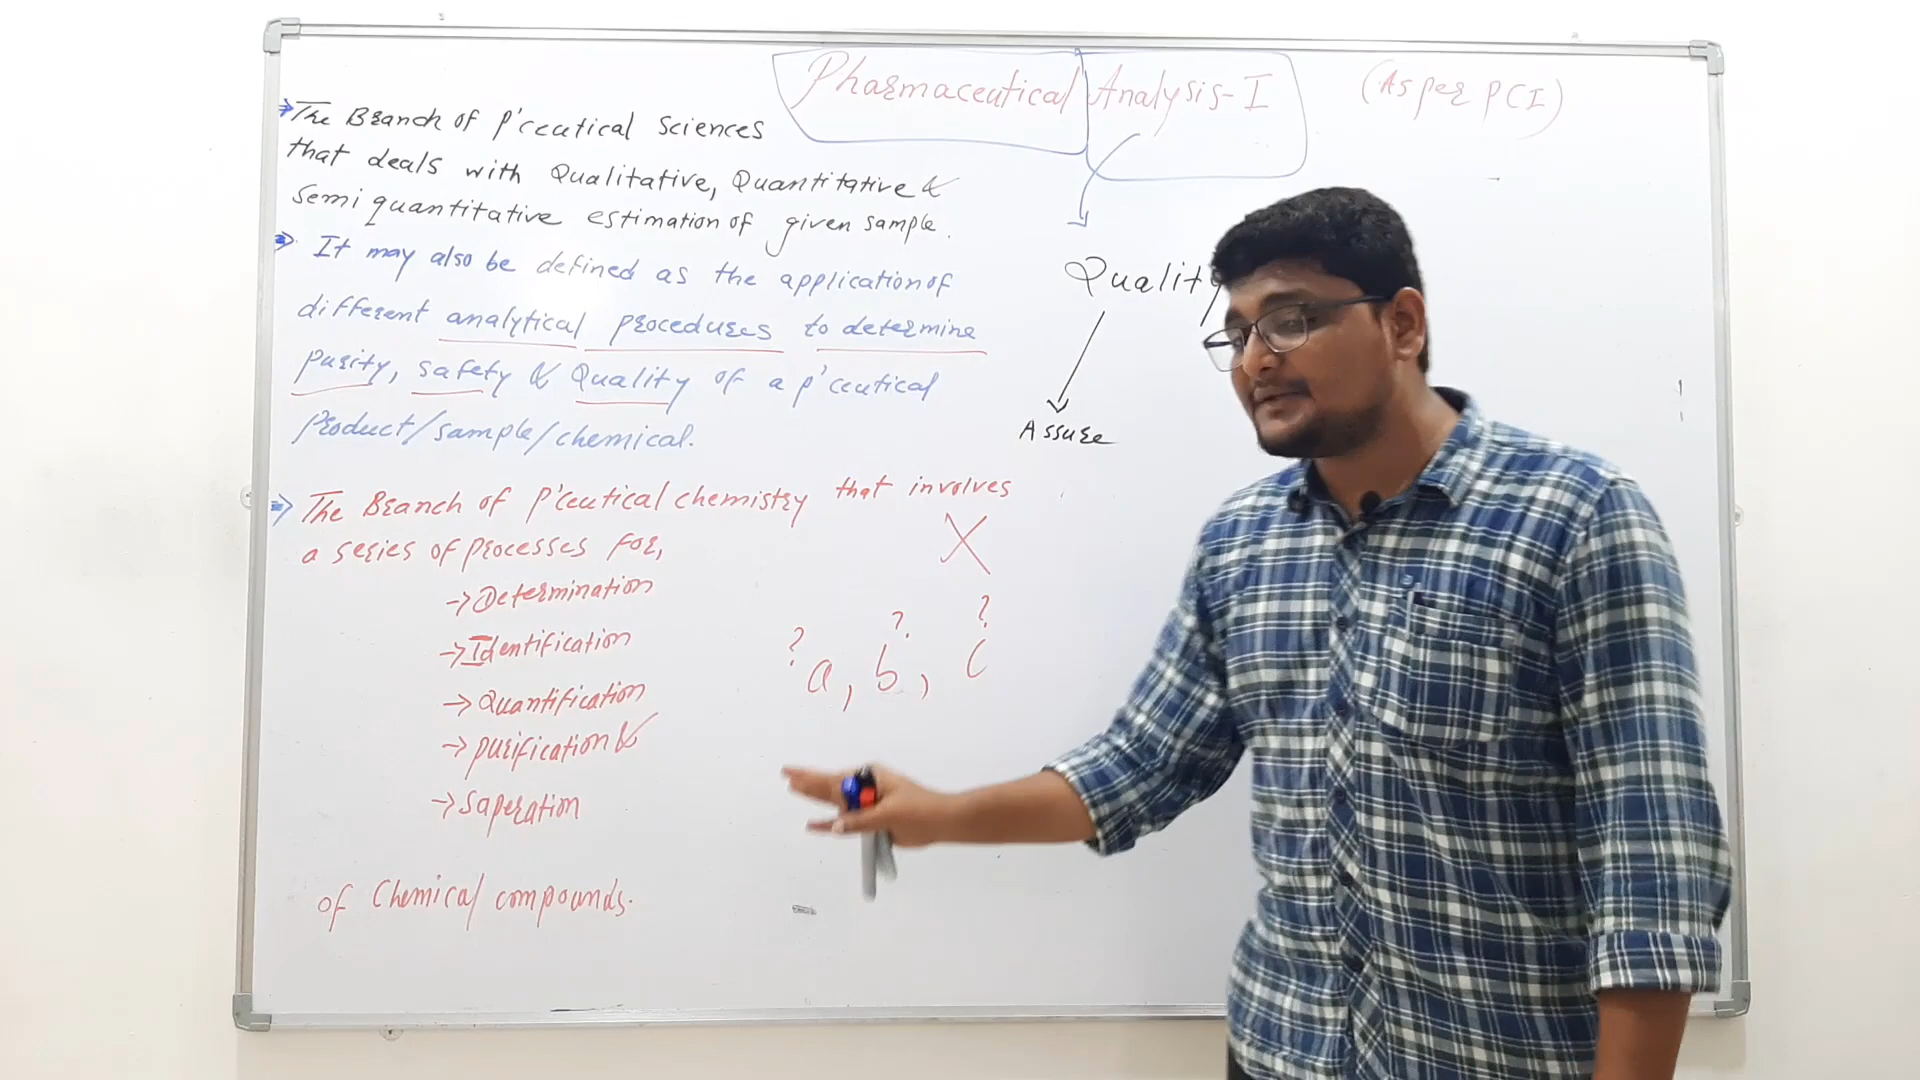 Pharmaceutical Analysis-I (As per PCI)
→ The Branch of P'ceutical Sciences
that deals with Qualitative, Quantitative &
Semi quantitative estimation of given sample.
⇒ It may also be defined as the application of
different analytical procedures to determine
purity, safety & Quality of a p'ceutical
Product/sample/chemical.
Quality
Assure
⇒ The Branch of P'ceutical chemistry that involves
a series of processes for,
→ Determination
→ Identification
→ Quantification
→ purification &
→ Saperation
of Chemical compounds.
X
? ? ?
a, b, c